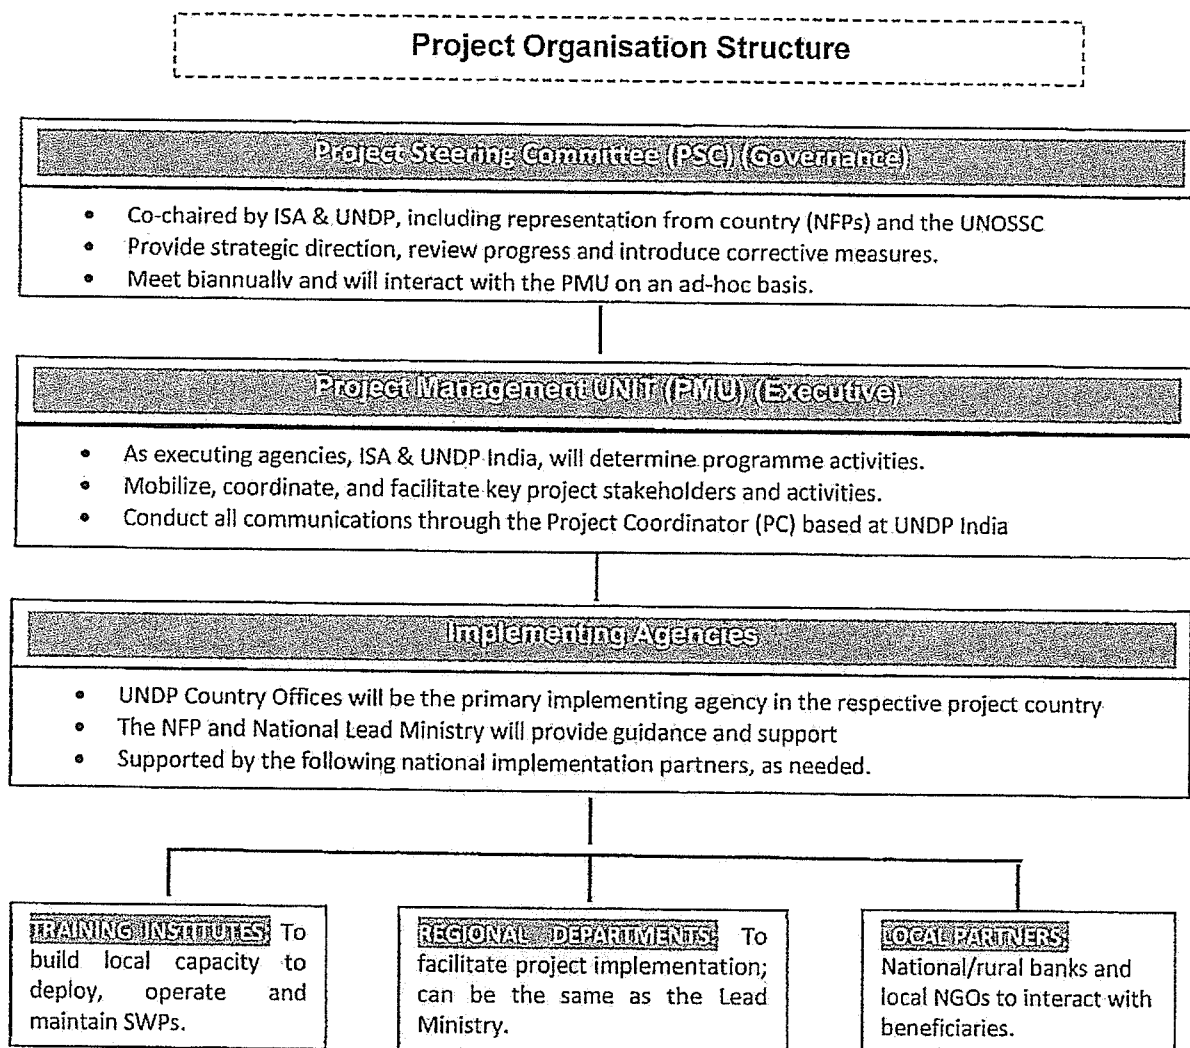 Project Organisation Structure
Project Steering Committee (PSC) (Governance)
• Co-chaired by ISA & UNDP, including representation from country (NFPs) and the UNOSSC
• Provide strategic direction, review progress and introduce corrective measures.
• Meet biannually and will interact with the PMU on an ad-hoc basis.
Project Management UNIT (PMU) (Executive)
• As executing agencies, ISA & UNDP India, will determine programme activities.
• Mobilize, coordinate, and facilitate key project stakeholders and activities.
• Conduct all communications through the Project Coordinator (PC) based at UNDP India
Implementing Agencies
• UNDP Country Offices will be the primary implementing agency in the respective project country
• The NFP and National Lead Ministry will provide guidance and support
• Supported by the following national implementation partners, as needed.
TRAINING INSTITUTES: To
build local capacity to
deploy, operate and
maintain SWPs.
REGIONAL DEPARTMENTS: To
facilitate project implementation;
can be the same as the Lead
Ministry.
LOCAL PARTNERS:
National/rural banks and
local NGOs to interact with
beneficiaries.